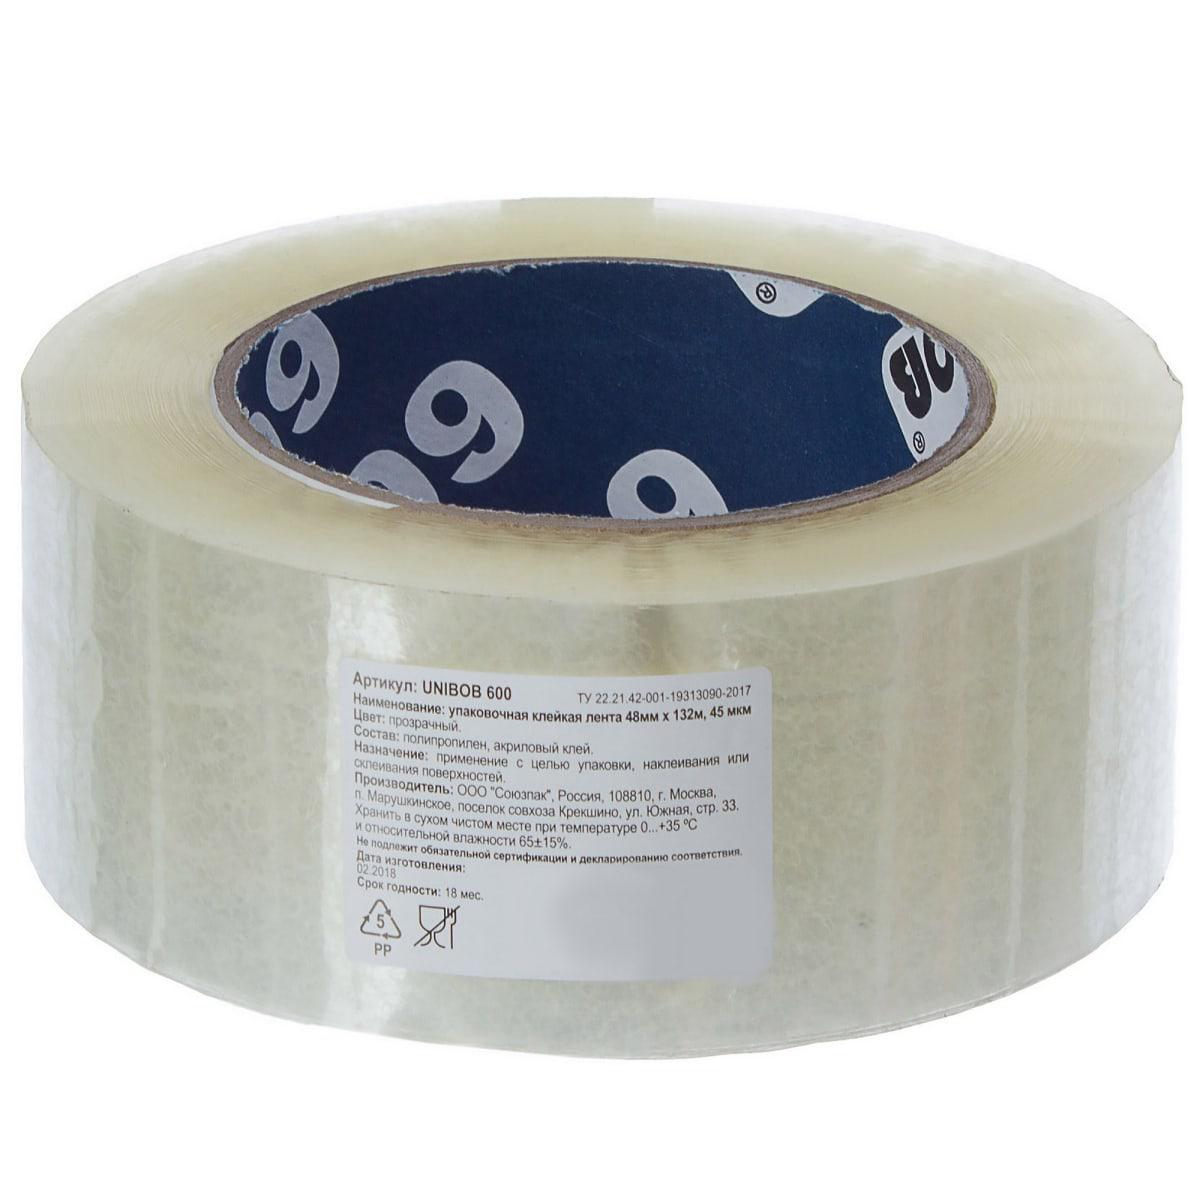 Артикул: UNIBOB 600
ТУ 22.21.42-001-19313090-2017
Наименование: упаковочная клейкая лента 48мм х 132м, 45 мкм
Цвет: прозрачный.
Состав: полипропилен, акриловый клей.
Назначение: применение с целью упаковки, наклеивания или
склеивания поверхностей.
Производитель: ООО "Союзпак", Россия, 108810, г. Москва,
п. Марушкинское, поселок совхоза Крекшино, ул. Южная, стр. 33.
Хранить в сухом чистом месте при температуре 0...+35 ºС
и относительной влажности 65±15%.
Не подлежит обязательной сертификации и декларированию соответствия.
Дата изготовления:
02.2018
Срок годности: 18 мес.
5
PP
®
®